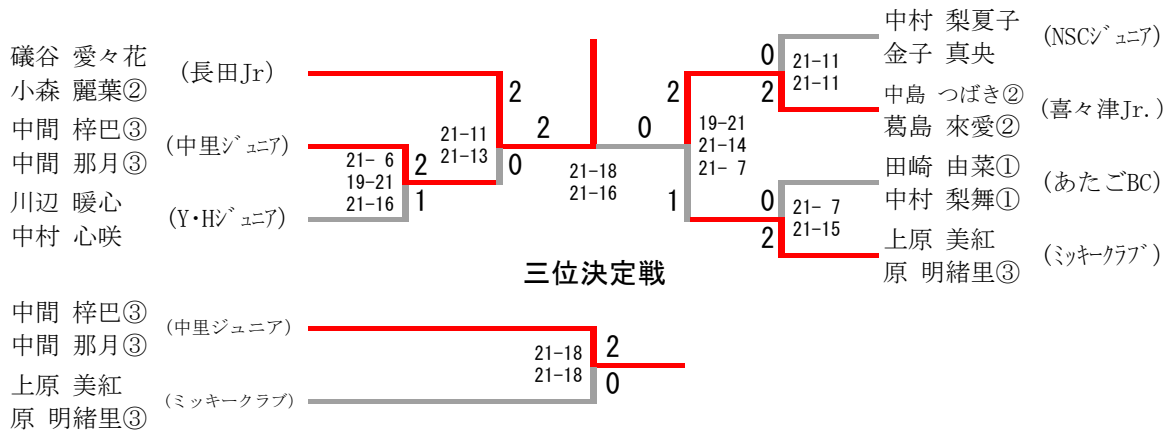 礒谷 愛々花
小森 麗葉②
(長田Jr)
中間 梓巴③
中間 那月③
(中里ｼﾞｭﾆｱ)
川辺 暖心
中村 心咲
(Y・Hｼﾞｭﾆｱ)
21- 6
19-21
21-16
2
1
21-11
21-13
2
0
2
0
21-18
21-16
2
1
19-21
21-14
21- 7
0
2
21-11
21-11
0
2
21- 7
21-15
中村 梨夏子
金子 真央
(NSCｼﾞｭﾆｱ)
中島 つばき②
葛島 來愛②
(喜々津Jr.)
田崎 由菜①
中村 梨舞①
(あたごBC)
上原 美紅
原 明緒里③
(ﾐｯｷｰｸﾗﾌﾞ)
三位決定戦
中間 梓巴③
中間 那月③
(中里ジュニア)
上原 美紅
原 明緒里③
(ミッキークラブ)
21-18
21-18
2
0